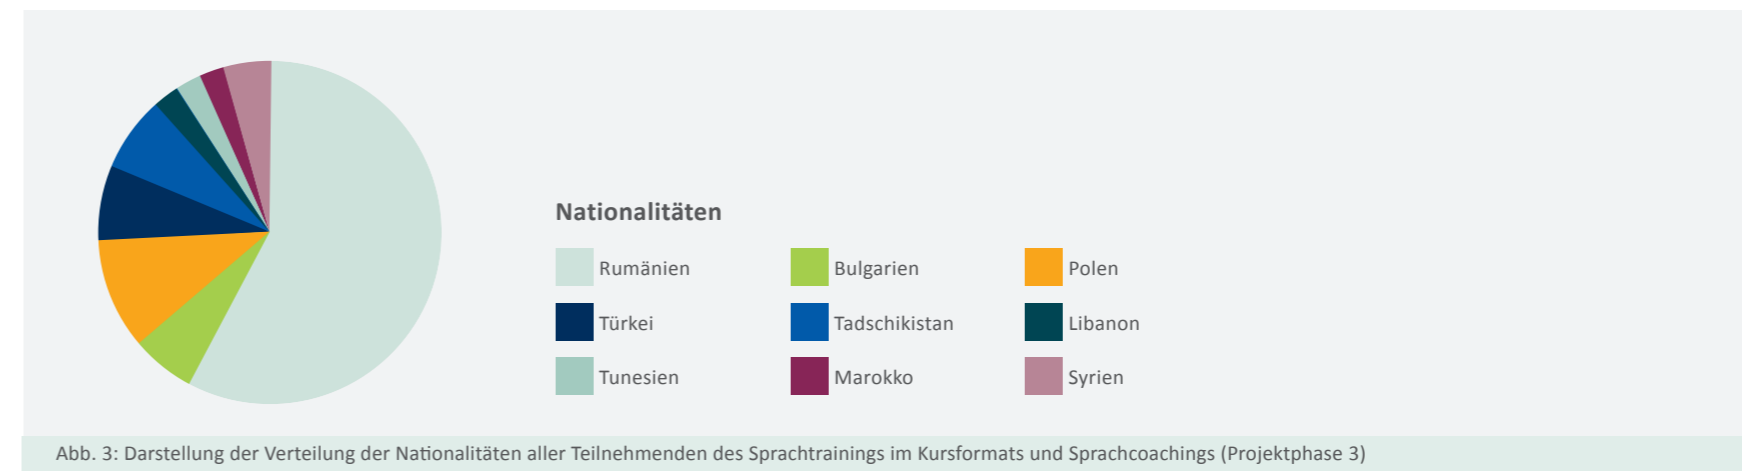 Nationalitäten
Rumänien Bulgarien Polen
Türkei Tadschikistan Libanon
Tunesien Marokko Syrien
Abb. 3: Darstellung der Verteilung der Nationalitäten aller Teilnehmenden des Sprachtrainings im Kursformats und Sprachcoachings (Projektphase 3)